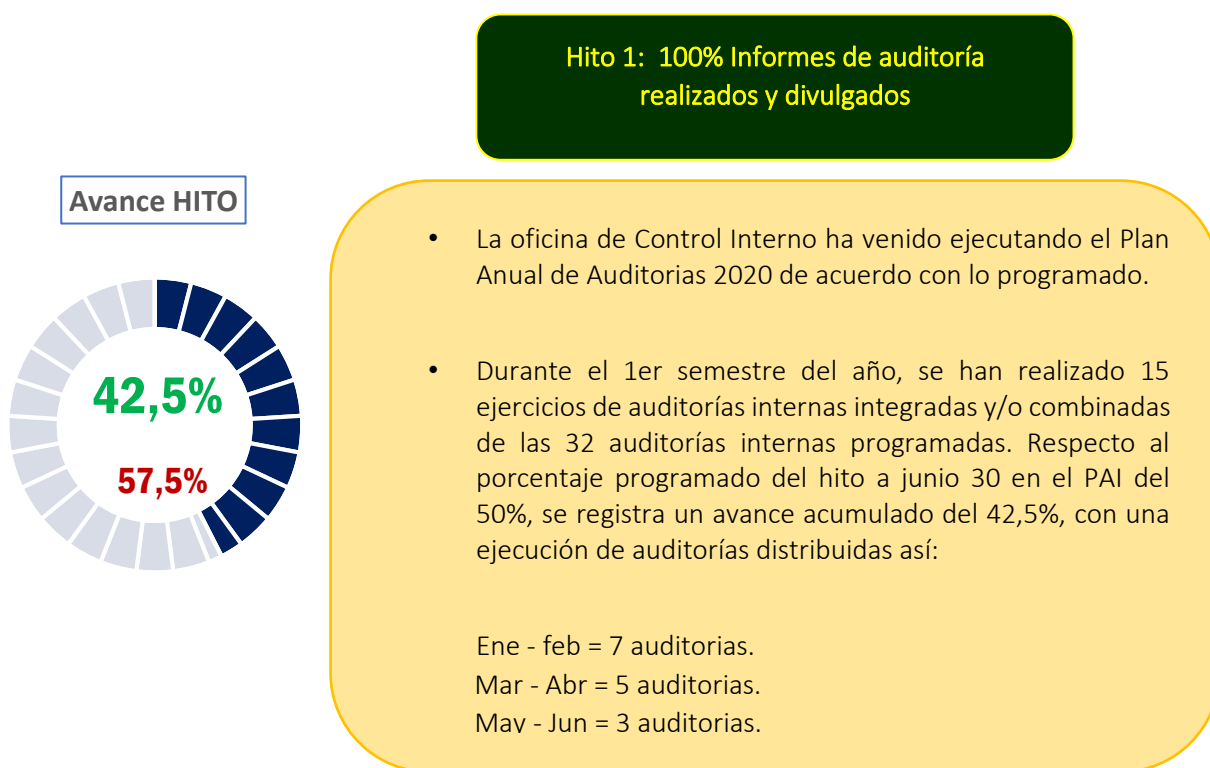 Hito 1: 100% Informes de auditoría
realizados y divulgados
Avance HITO
42,5%
57,5%
• La oficina de Control Interno ha venido ejecutando el Plan
Anual de Auditorias 2020 de acuerdo con lo programado.
• Durante el 1er semestre del año, se han realizado 15
ejercicios de auditorías internas integradas y/o combinadas
de las 32 auditorías internas programadas. Respecto al
porcentaje programado del hito a junio 30 en el PAI del
50%, se registra un avance acumulado del 42,5%, con una
ejecución de auditorías distribuidas así:
Ene - feb = 7 auditorias.
Mar - Abr = 5 auditorias.
May - Jun = 3 auditorias.